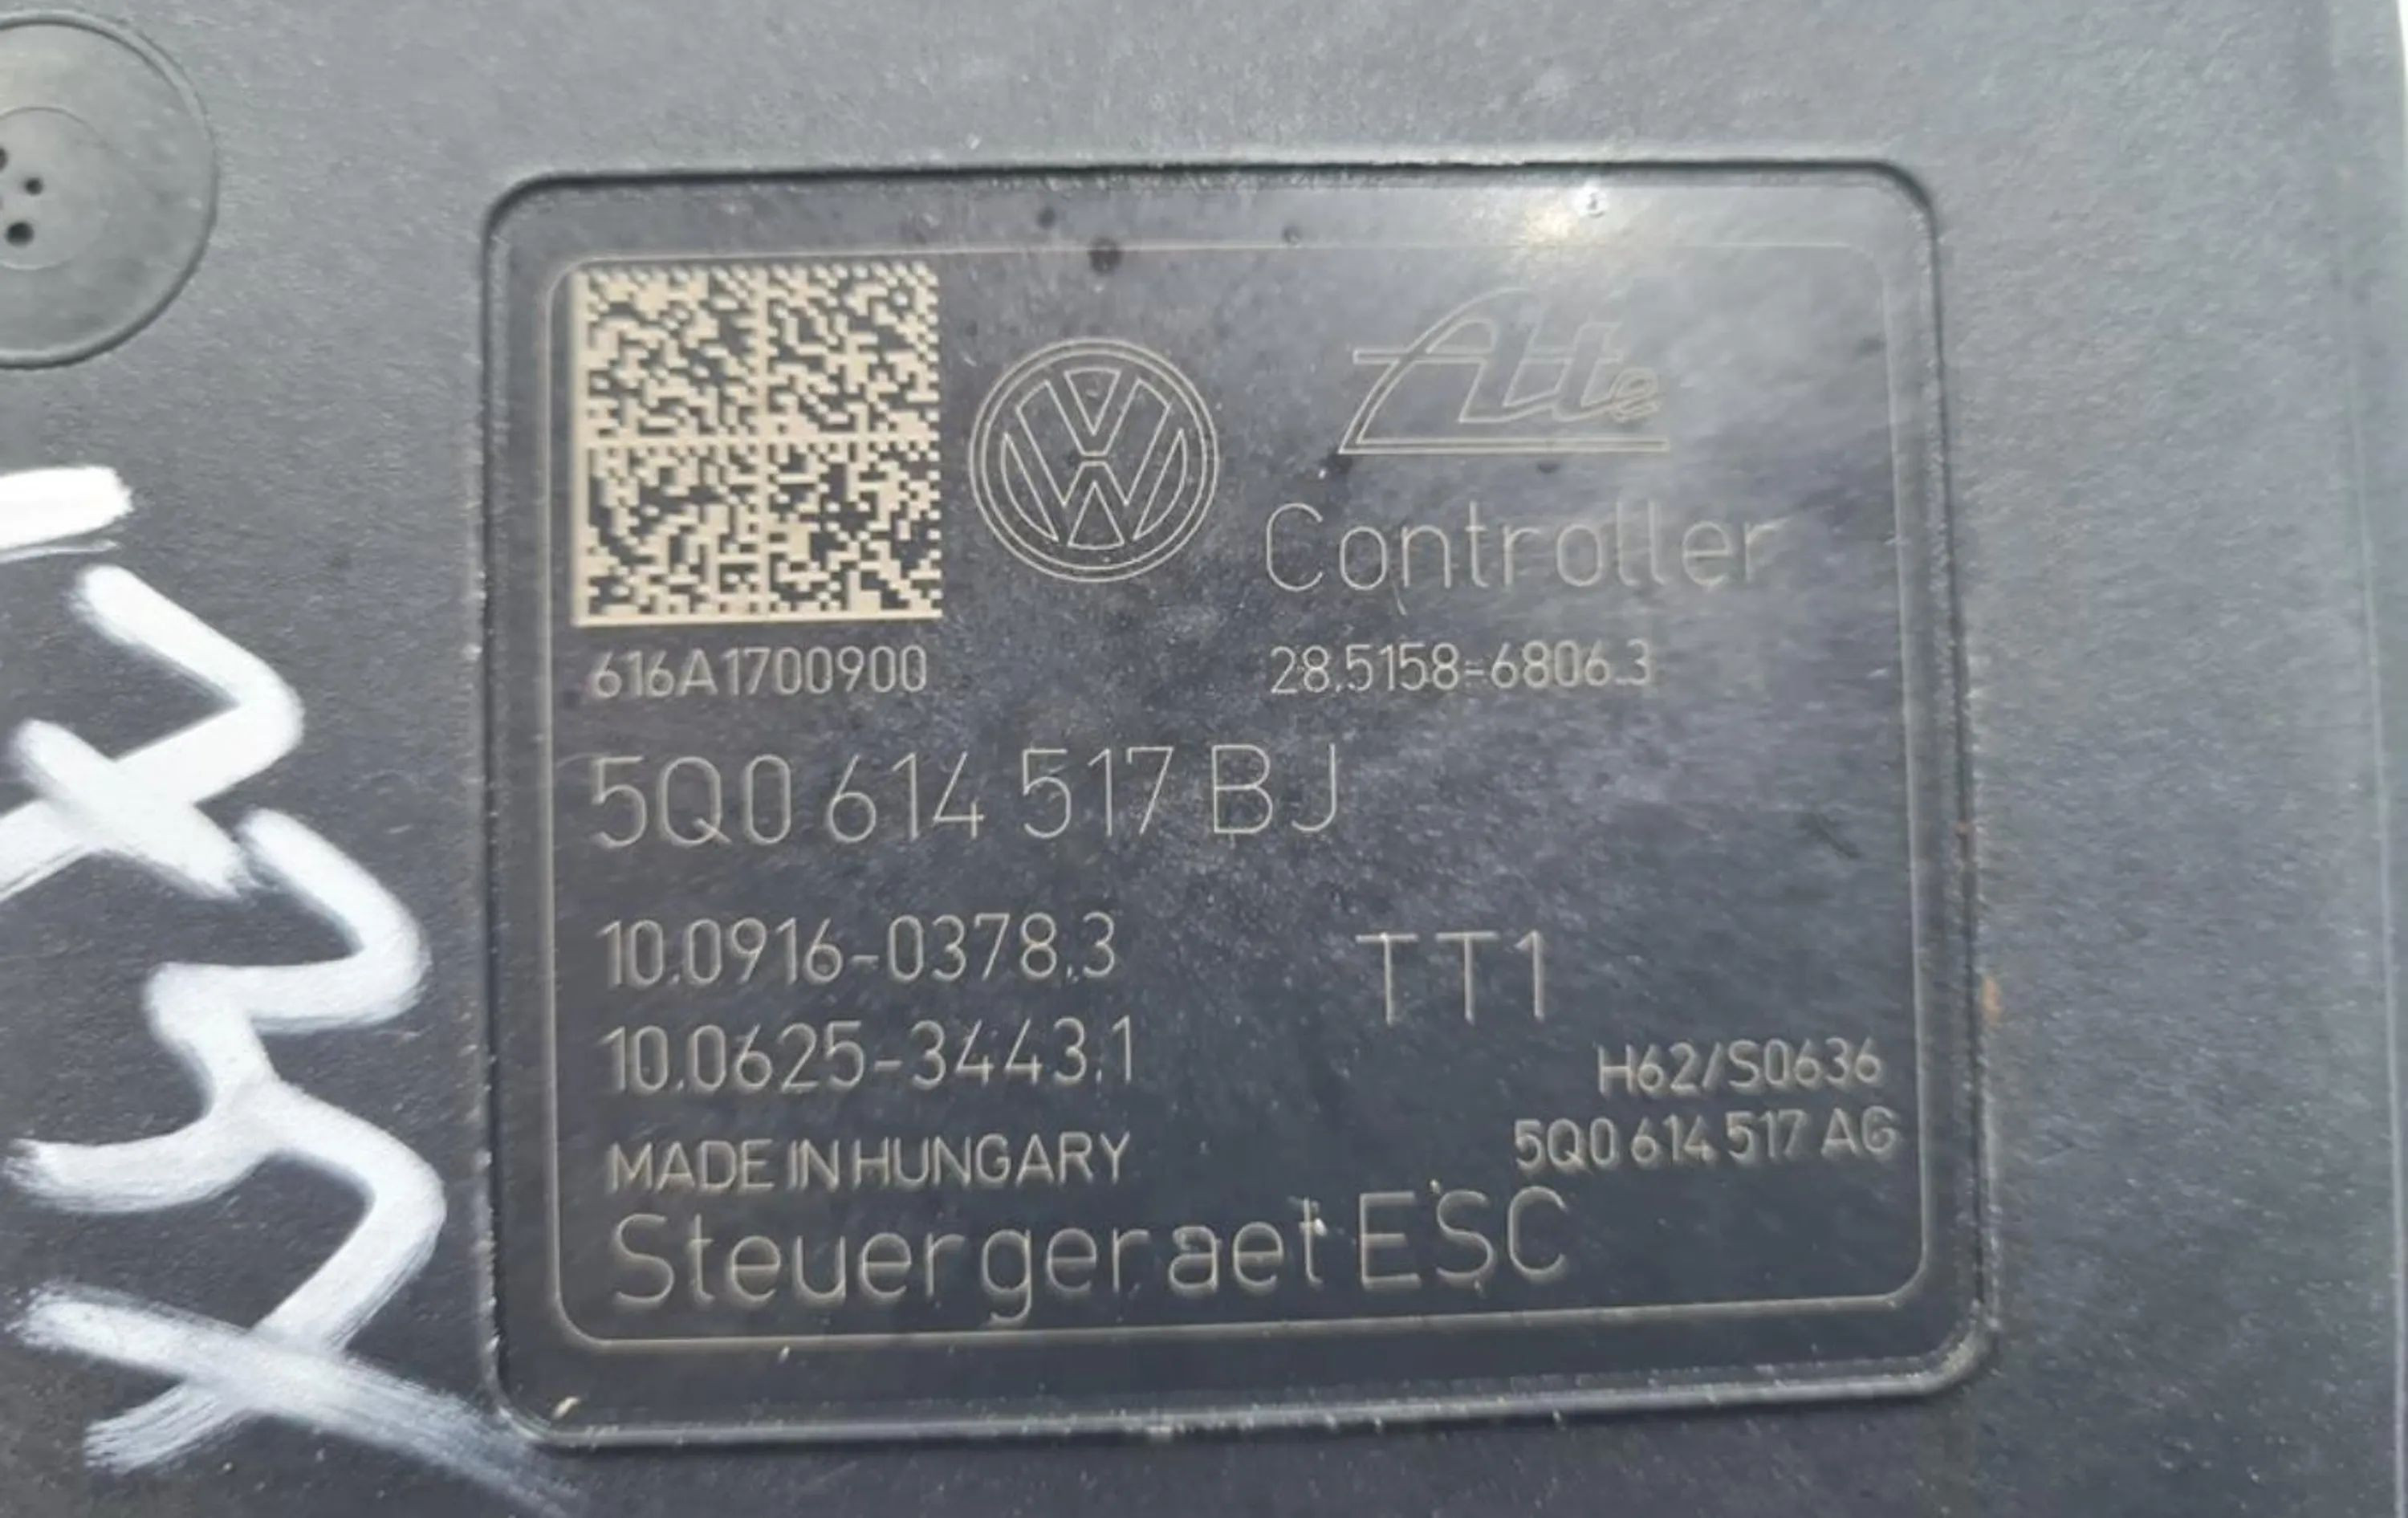 Ate
Controller
616A1700900
28.5158-6806.3
5Q0 614 517 BJ
10.0916-0378.3
TT1
10.0625-3443.1
H62/S0636
MADE IN HUNGARY
5Q0 614 517 AG
Steuergeraet ESC